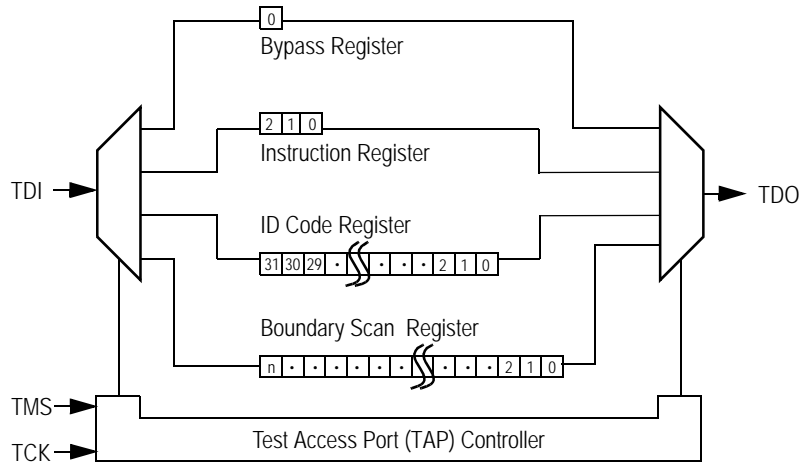 0
Bypass Register
2 1 0
Instruction Register
TDI
TDO
ID Code Register
31 30 29 · · · · 2 1 0
Boundary Scan Register
n · · · · · · · · · 2 1 0
TMS
TCK
Test Access Port (TAP) Controller